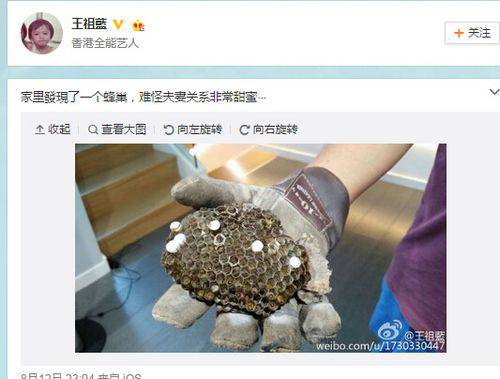 王祖藍
香港全能艺人
+ 关注
家里發現了一个蜂巢，难怪夫妻关系非常甜蜜···
收起 查看大图 向左旋转 向右旋转
@王祖藍
weibo.com/u/1730330447
8月12 23:04 来自 iOS